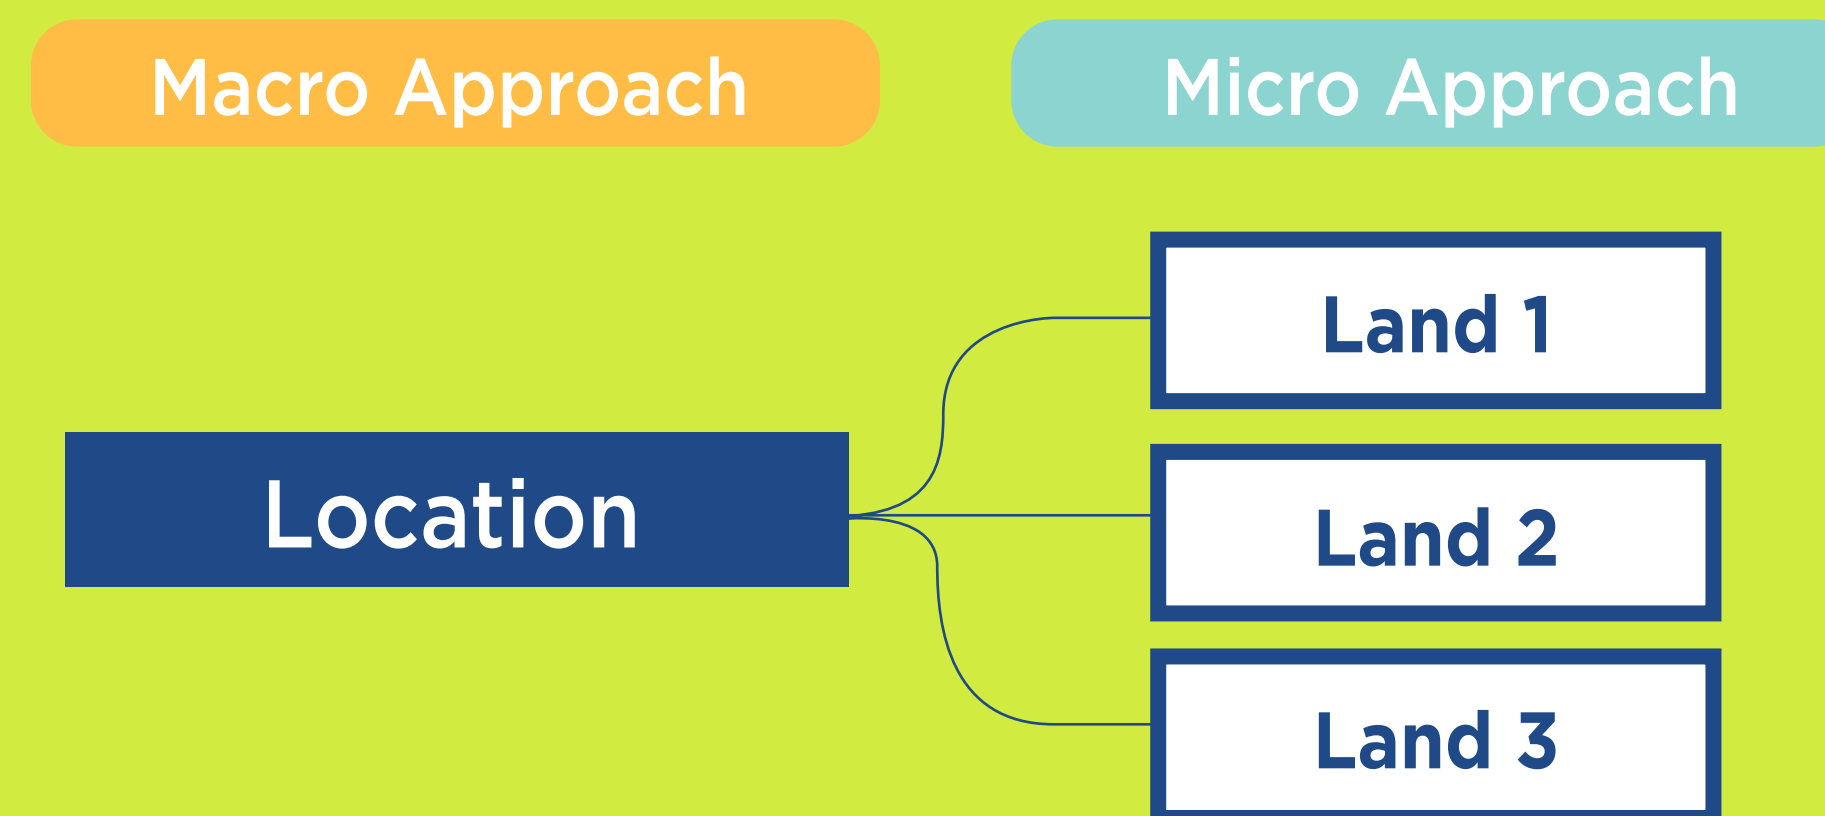 Macro Approach
Micro Approach
Location
Land 1
Land 2
Land 3